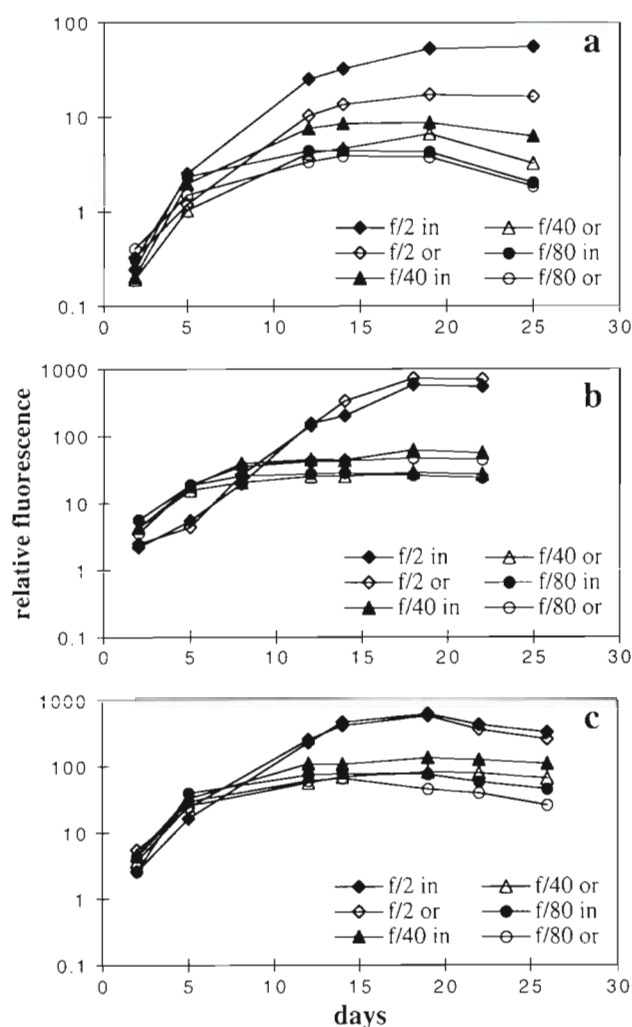 a
100
10
1
0.1
f/2 in
f/40 or
f/2 or
f/80 in
f/40 in
f/80 or
0 5 10 15 20 25 30
b
1000
100
10
1
0.1
f/2 in
f/40 or
f/2 or
f/80 in
f/40 in
f/80 or
0 5 10 15 20 25 30
relative fluorescence
c
1000
100
10
1
0.1
f/2 in
f/40 or
f/2 or
f/80 in
f/40 in
f/80 or
0 5 10 15 20 25 30
days